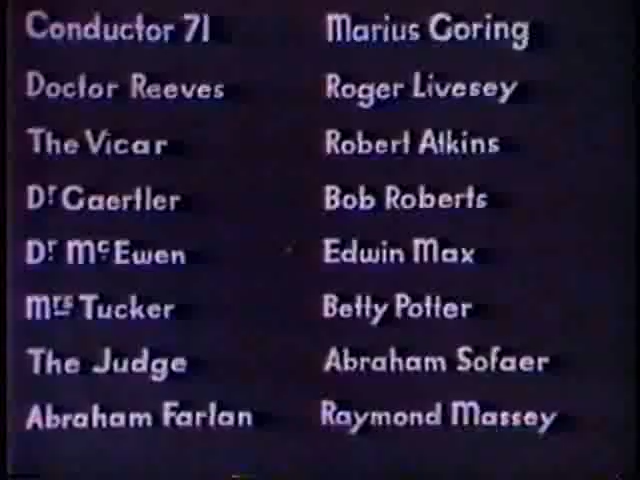 Conductor 71 Marius Goring
Doctor Reeves Roger Livesey
The Vicar Robert Atkins
Dr Gaertler Bob Roberts
Dr McEwen Edwin Max
Mrs Tucker Betty Potter
The Judge Abraham Sofaer
Abraham Farlan Raymond Massey